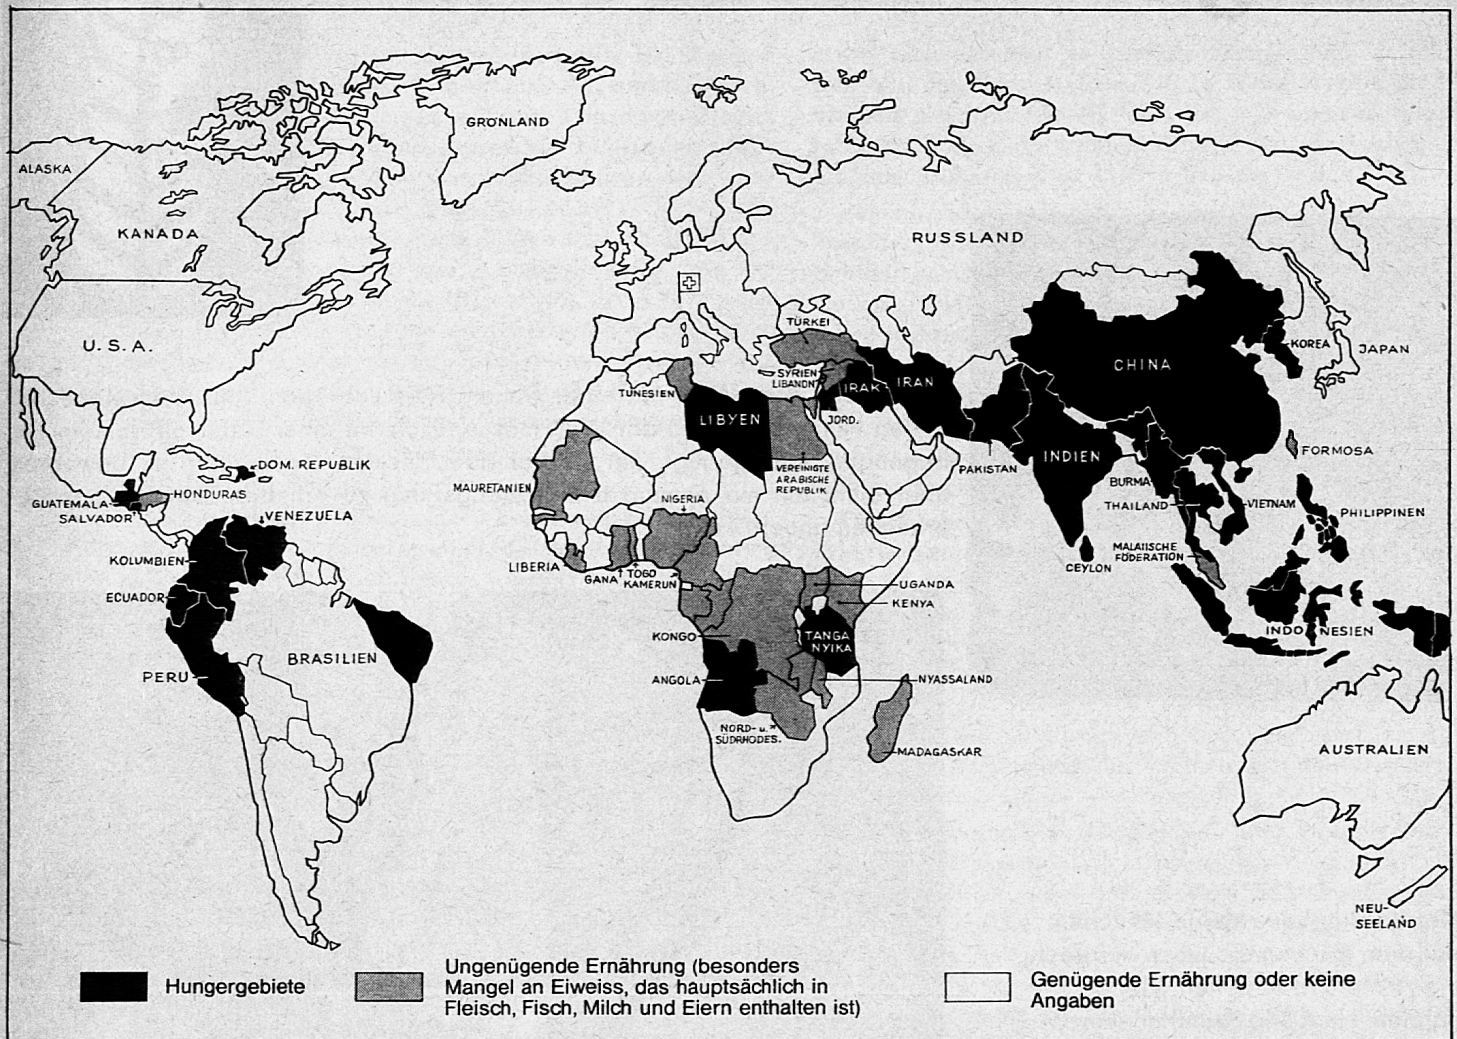 GRÖNLAND
ALASKA
KANADA
U.S.A.
RUSSLAND
TÜRKEI
SYRIEN
LIBANON
IRAK
IRAN
TUNESIEN
LIBYEN
JORD.
CHINA
KOREA
JAPAN
INDIEN
PAKISTAN
FORMOSA
BURMA
THAILAND
VIETNAM
PHILIPPINEN
MALAIISCHE
FÖDERATION
CEYLON
INDO NESIEN
DOM. REPUBLIK
HONDURAS
GUATEMALA
SALVADOR
VENEZUELA
KOLUMBIEN
ECUADOR
PERU
BRASILIEN
MAURETANIEN
NIGERIA
VEREINIGTE
ARABISCHE
REPUBLIK
LIBERIA
GANA
TOGO
KAMERUN
UGANDA
KENYA
KONGO
TANGA
NYIKA
ANGOLA
NYASSALAND
NORD- u.
SÜDRHODES.
MADAGASKAR
AUSTRALIEN
NEU-
SEELAND
Hungergebiete
Ungenügende Ernährung (besonders
Mangel an Eiweiss, das hauptsächlich in
Fleisch, Fisch, Milch und Eiern enthalten ist)
Genügende Ernährung oder keine
Angaben